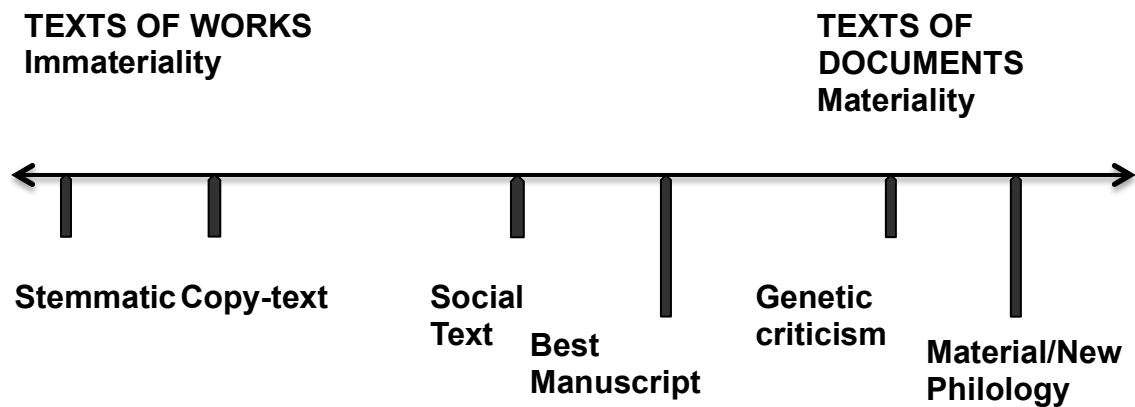 TEXTS OF WORKS
Immateriality
TEXTS OF
DOCUMENTS
Materiality
Stemmatic
Copy-text
Social
Text
Best
Manuscript
Genetic
criticism
Material/New
Philology